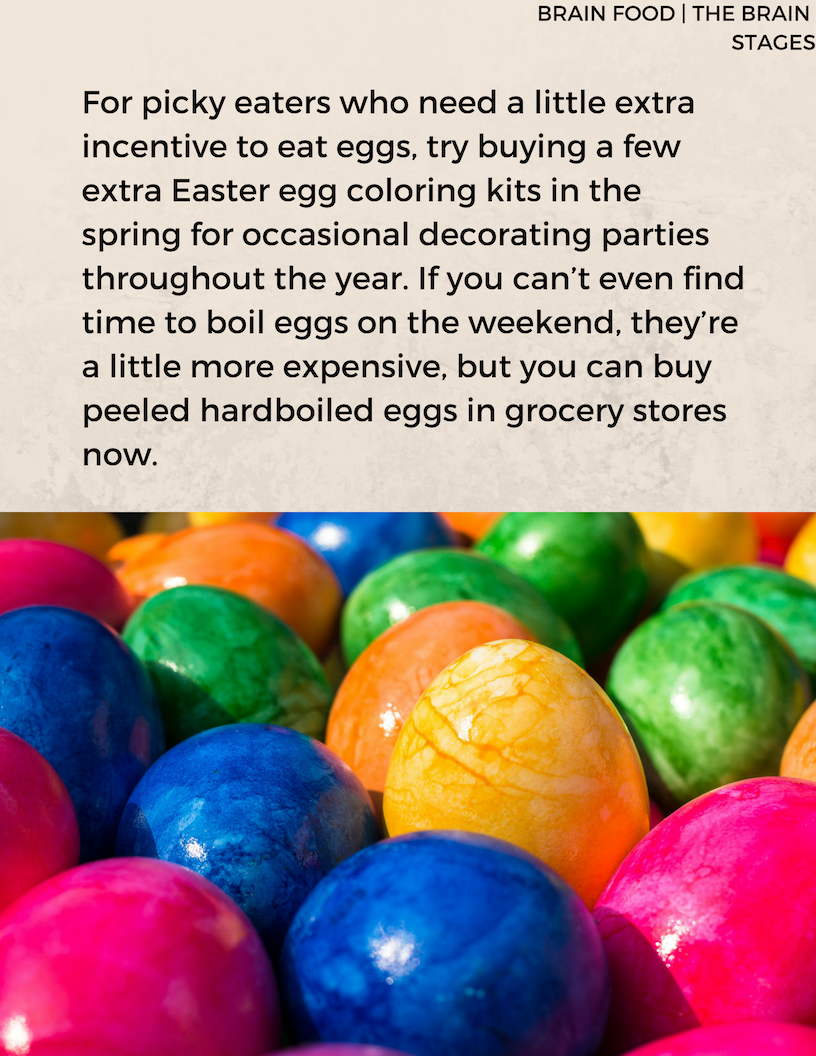 BRAIN FOOD | THE BRAIN
STAGES
For picky eaters who need a little extra
incentive to eat eggs, try buying a few
extra Easter egg coloring kits in the
spring for occasional decorating parties
throughout the year. If you can’t even find
time to boil eggs on the weekend, they’re
a little more expensive, but you can buy
peeled hardboiled eggs in grocery stores
now.